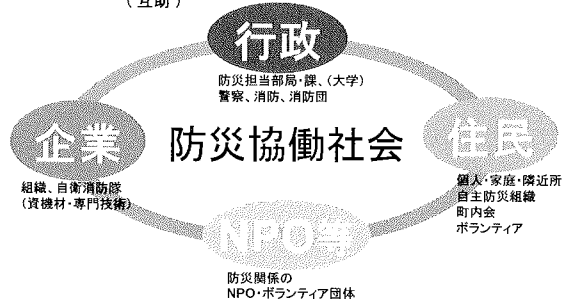 （互助）
行政
防災担当部局・課、（大学）
警察、消防、消防団
企業
防災協働社会
住民
組織、自衛消防隊
（資機材・専門技術）
個人・家庭・隣近所
自主防災組織
町内会
ボランティア
NPO等
防災関係の
NPO・ボランティア団体